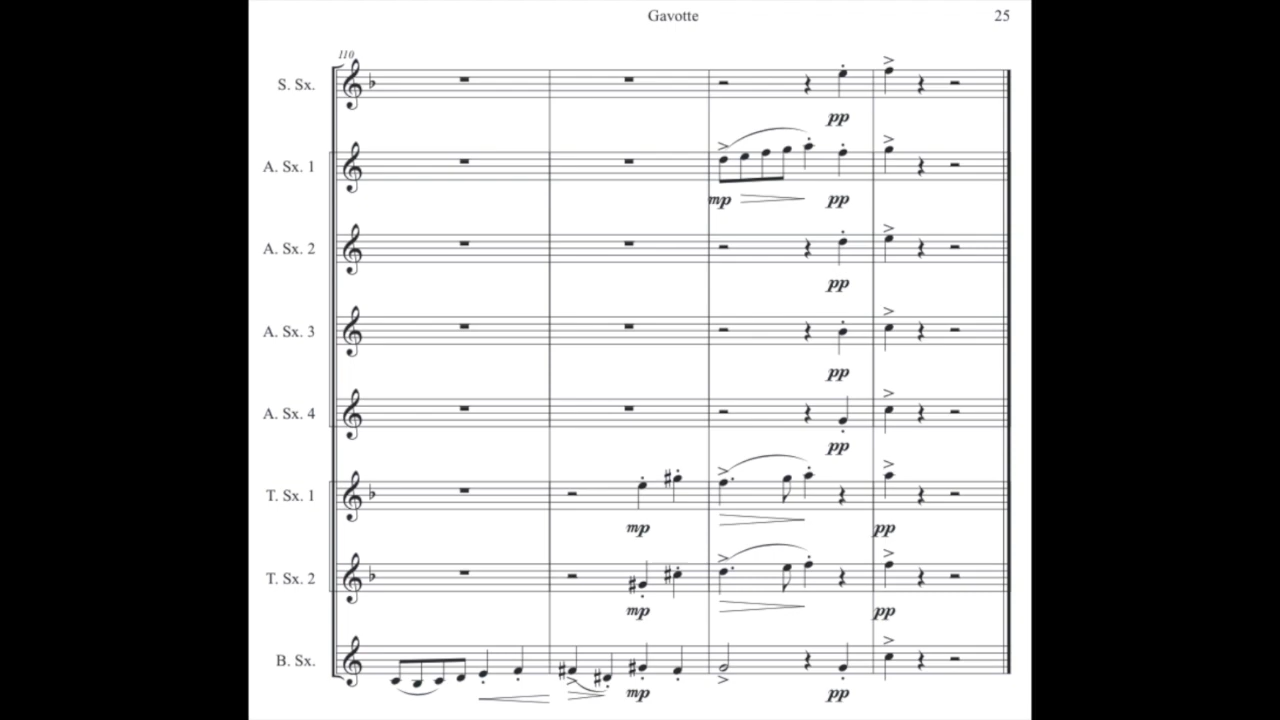 Gavotte 25
110
S. Sx.
pp
A. Sx. 1
mp pp
A. Sx. 2
pp
A. Sx. 3
pp
A. Sx. 4
pp
T. Sx. 1
mp pp
T. Sx. 2
mp pp
B. Sx.
mp pp